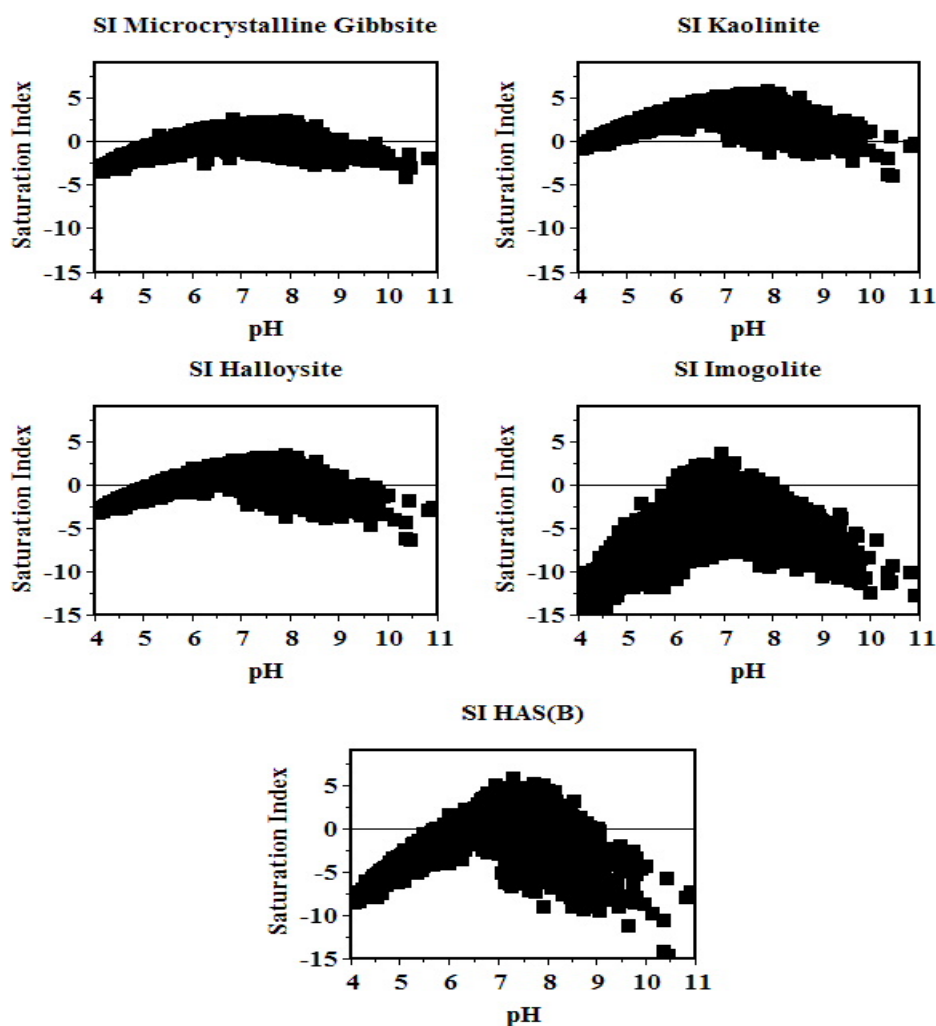 SI Microcrystalline Gibbsite
SI Kaolinite
Saturation Index
5
0
-5
-10
-15
4 5 6 7 8 9 10 11
pH
Saturation Index
5
0
-5
-10
-15
4 5 6 7 8 9 10 11
pH
SI Halloysite
SI Imogolite
Saturation Index
5
0
-5
-10
-15
4 5 6 7 8 9 10 11
pH
Saturation Index
5
0
-5
-10
-15
4 5 6 7 8 9 10 11
pH
SI HAS(B)
Saturation Index
5
0
-5
-10
-15
4 5 6 7 8 9 10 11
pH